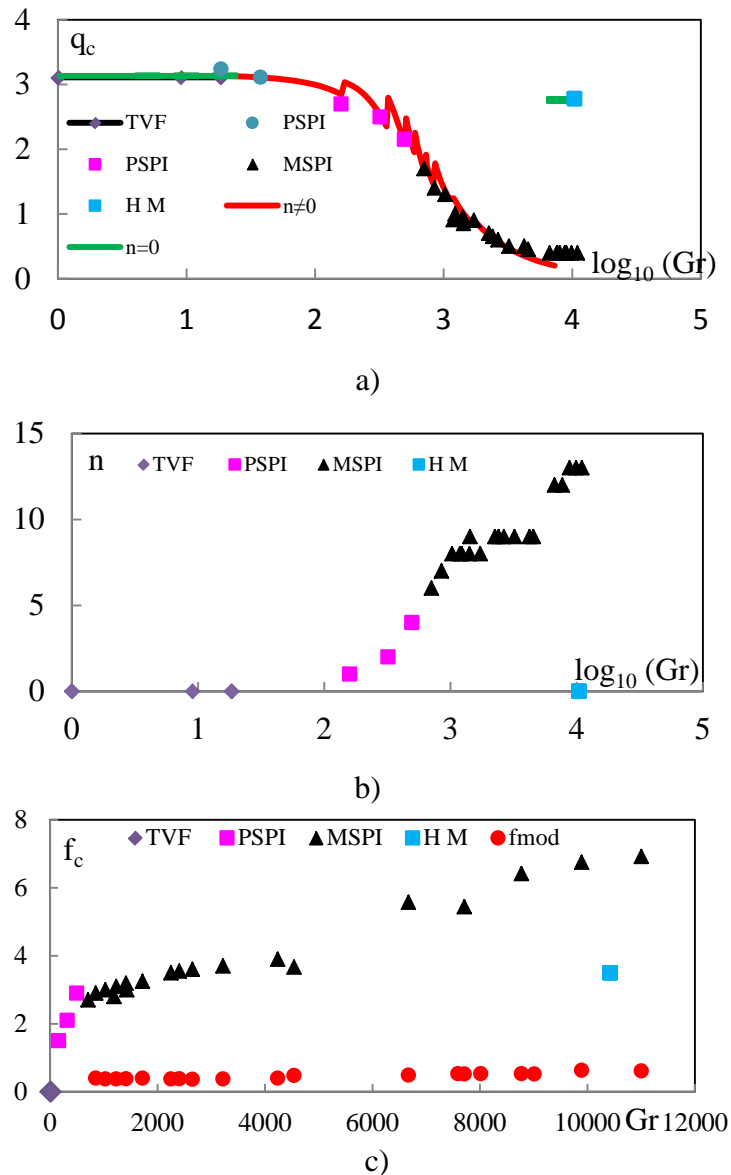 4
q_c
3
TVF PSPI
2
PSPI MSPI
1
H M n≠0
n=0
log₁₀ (Gr)
0
0 1 2 3 4 5
a)
15
n TVF PSPI MSPI H M
10
5
log₁₀ (Gr)
0
0 1 2 3 4 5
b)
8
f_c TVF PSPI MSPI H M fmod
6
4
2
0
0 2000 4000 6000 8000 10000 Gr 12000
c)